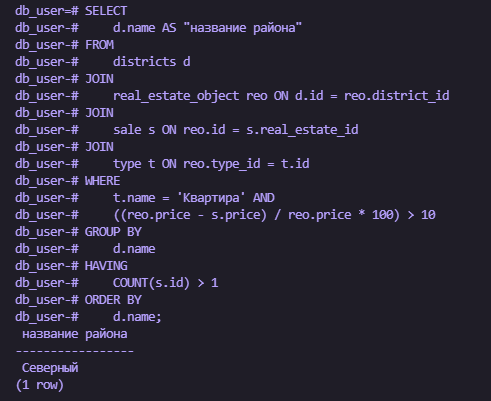 db_user=# SELECT
db_user-#     d.name AS "название района"
db_user-# FROM
db_user-#     districts d
db_user-# JOIN
db_user-#     real_estate_object reo ON d.id = reo.district_id
db_user-# JOIN
db_user-#     sale s ON reo.id = s.real_estate_id
db_user-# JOIN
db_user-#     type t ON reo.type_id = t.id
db_user-# WHERE
db_user-#     t.name = 'Квартира' AND
db_user-#     ((reo.price - s.price) / reo.price * 100) > 10
db_user-# GROUP BY
db_user-#     d.name
db_user-# HAVING
db_user-#     COUNT(s.id) > 1
db_user-# ORDER BY
db_user-#     d.name;
 название района
-----------------
 Северный
(1 row)